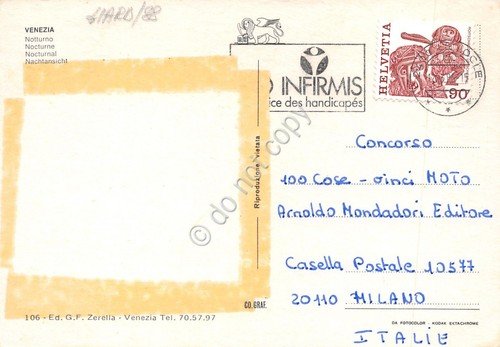 VENEZIA
Notturno
Nocturne
Nocturnal
Nachtansicht
INFIRMIS
ice des handicapés
HELVETIA
90
Riproduzione vietata
do not copy
Concorso
100 Cose - vinci MOTO
Arnoldo Mondadori Editore
Casella Postale 10577
20110 MILANO
ITALIE
CO. GRAF.
106 - Ed. G.F. Zerella - Venezia Tel. 70.57.97
DA FOTOCOLOR - KODAK EKTACHROME